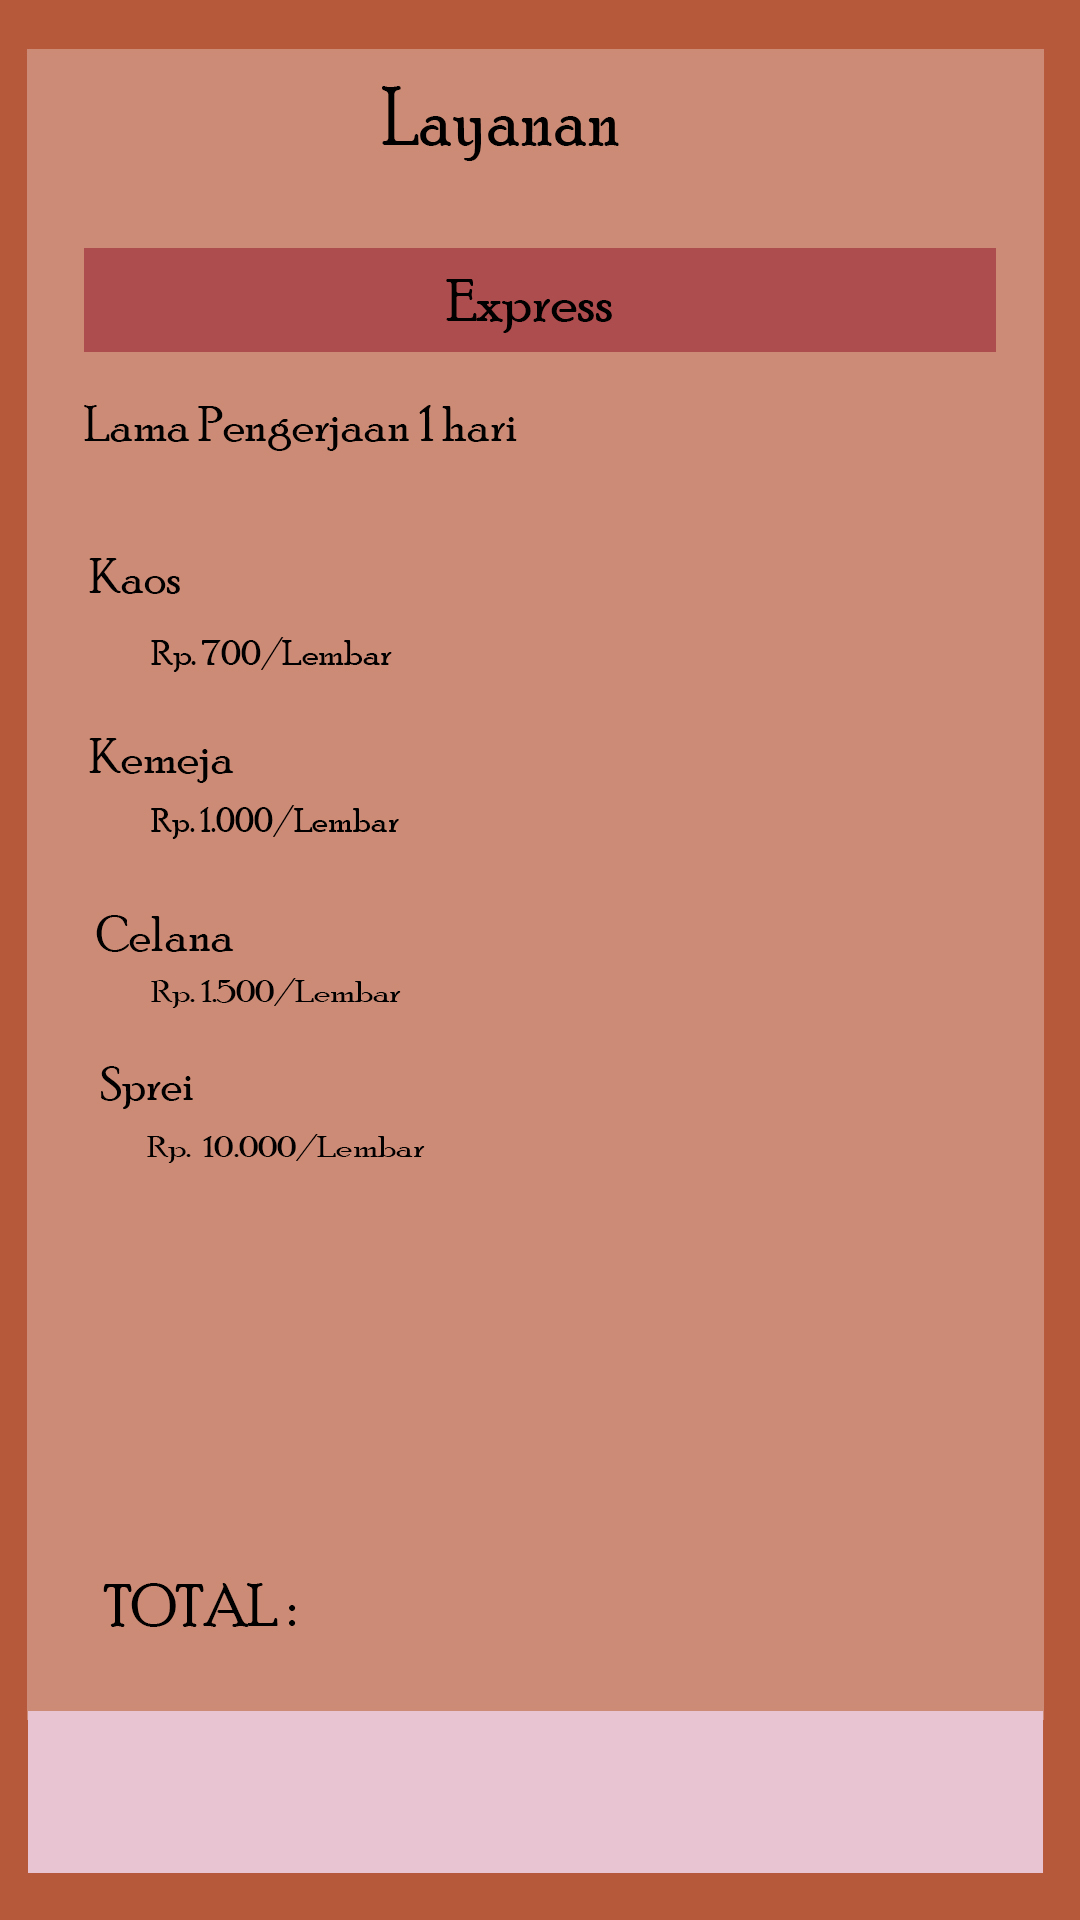 Layanan
Express
Lama Pengerjaan 1 hari
Kaos
Rp. 700/Lembar
Kemeja
Rp. 1.000/Lembar
Celana
Rp. 1.500/Lembar
Sprei
Rp. 10.000/Lembar
TOTAL :